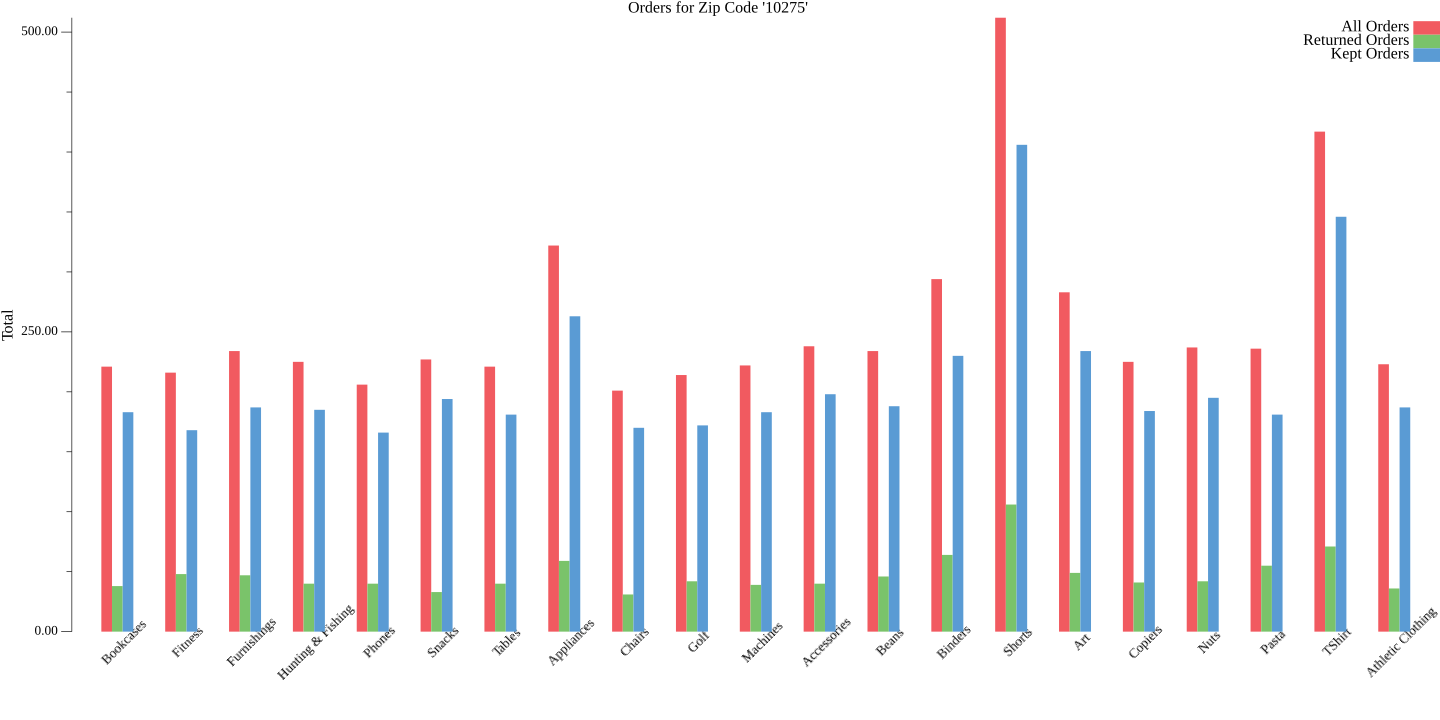 Orders for Zip Code '10275'
All Orders
Returned Orders
Kept Orders
500.00
250.00
0.00
Total
Bookcases
Fitness
Furnishings
Hunting & Fishing
Phones
Snacks
Tables
Appliances
Chairs
Golf
Machines
Accessories
Beans
Binders
Shorts
Art
Copiers
Nuts
Pasta
TShirt
Athletic Clothing